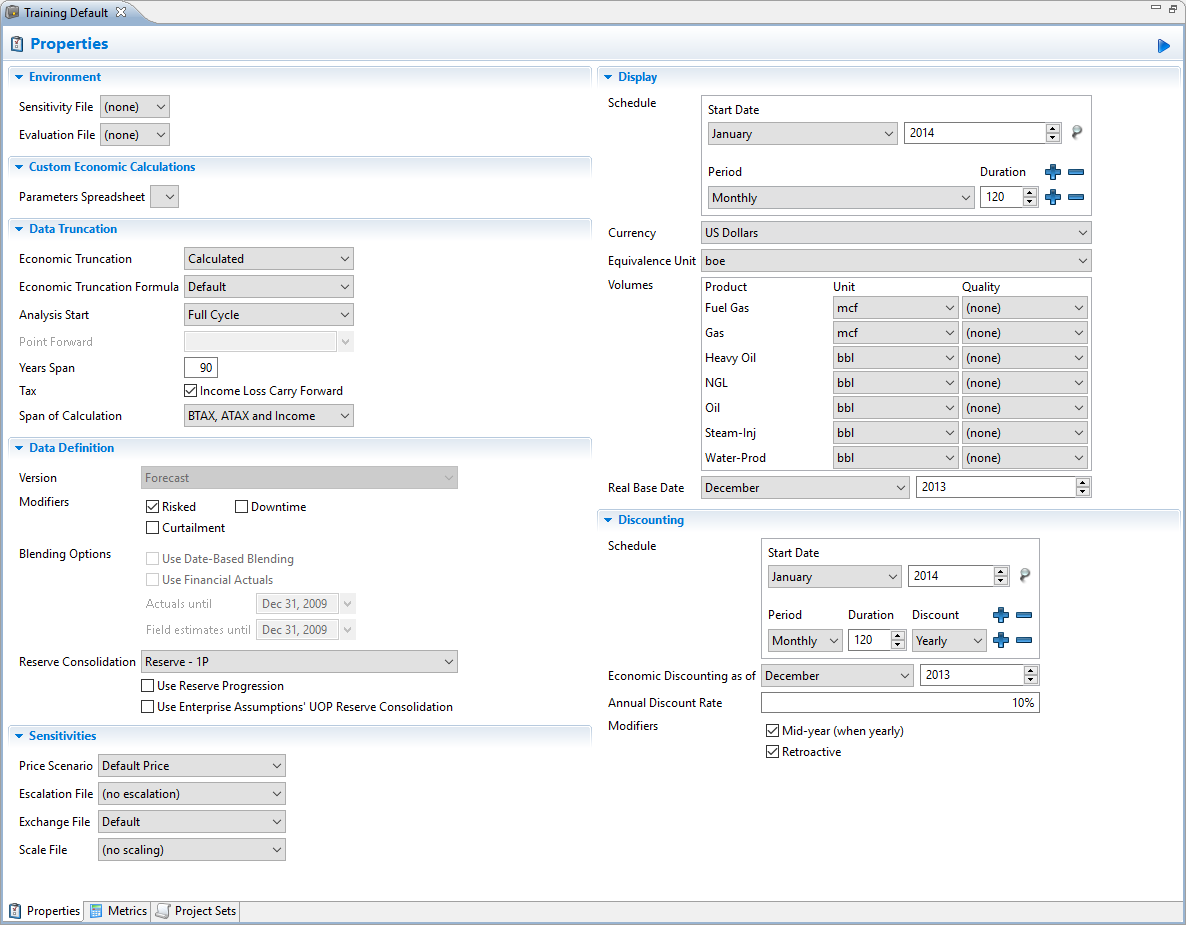 Training Default
Properties
Environment
Sensitivity File (none)
Evaluation File (none)
Custom Economic Calculations
Parameters Spreadsheet
Data Truncation
Economic Truncation Calculated
Economic Truncation Formula Default
Analysis Start Full Cycle
Point Forward
Years Span 90
Tax Income Loss Carry Forward
Span of Calculation BTAX, ATAX and Income
Data Definition
Version Forecast
Modifiers Risked Downtime
Curtailment
Blending Options Use Date-Based Blending
Use Financial Actuals
Actuals until Dec 31, 2009
Field estimates until Dec 31, 2009
Reserve Consolidation Reserve - 1P
Use Reserve Progression
Use Enterprise Assumptions' UOP Reserve Consolidation
Sensitivities
Price Scenario Default Price
Escalation File (no escalation)
Exchange File Default
Scale File (no scaling)
Display
Schedule Start Date
January 2014
Period Duration
Monthly 120
Currency US Dollars
Equivalence Unit boe
Volumes Product Unit Quality
Fuel Gas mcf (none)
Gas mcf (none)
Heavy Oil bbl (none)
NGL bbl (none)
Oil bbl (none)
Steam-Inj bbl (none)
Water-Prod bbl (none)
Real Base Date December 2013
Discounting
Schedule Start Date
January 2014
Period Duration Discount
Monthly 120 Yearly
Economic Discounting as of December 2013
Annual Discount Rate 10%
Modifiers Mid-year (when yearly)
Retroactive
Properties Metrics Project Sets